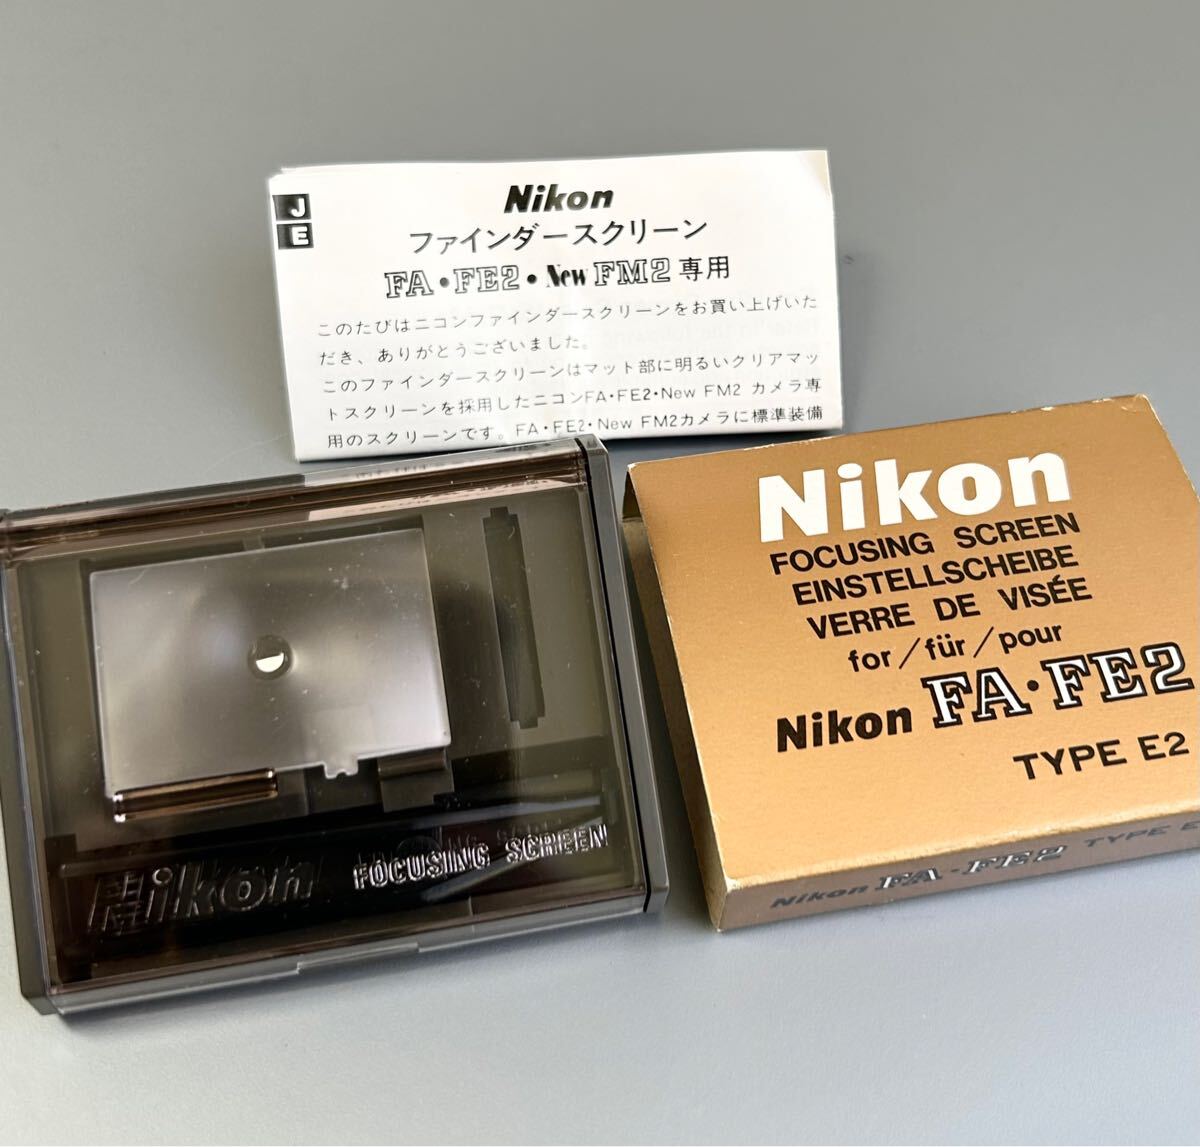 J
E
Nikon
ファインダースクリーン
FA・FE2・New FM2 専用
このたびはニコンファインダースクリーンをお買い上げいた
だき、ありがとうございました。
このファインダースクリーンはマット部に明るいクリアマッ
トスクリーンを採用したニコンFA・FE2・New FM2 カメラ専
用のスクリーンです。FA・FE2・New FM2カメラに標準装備
Nikon
FOCUSING SCREEN
EINSTELLSCHEIBE
VERRE DE VISÉE
for/für/pour
Nikon FA・FE2
TYPE E2
Nikon FA・FE2 TYPE E
Nikon FOCUSING SCREEN